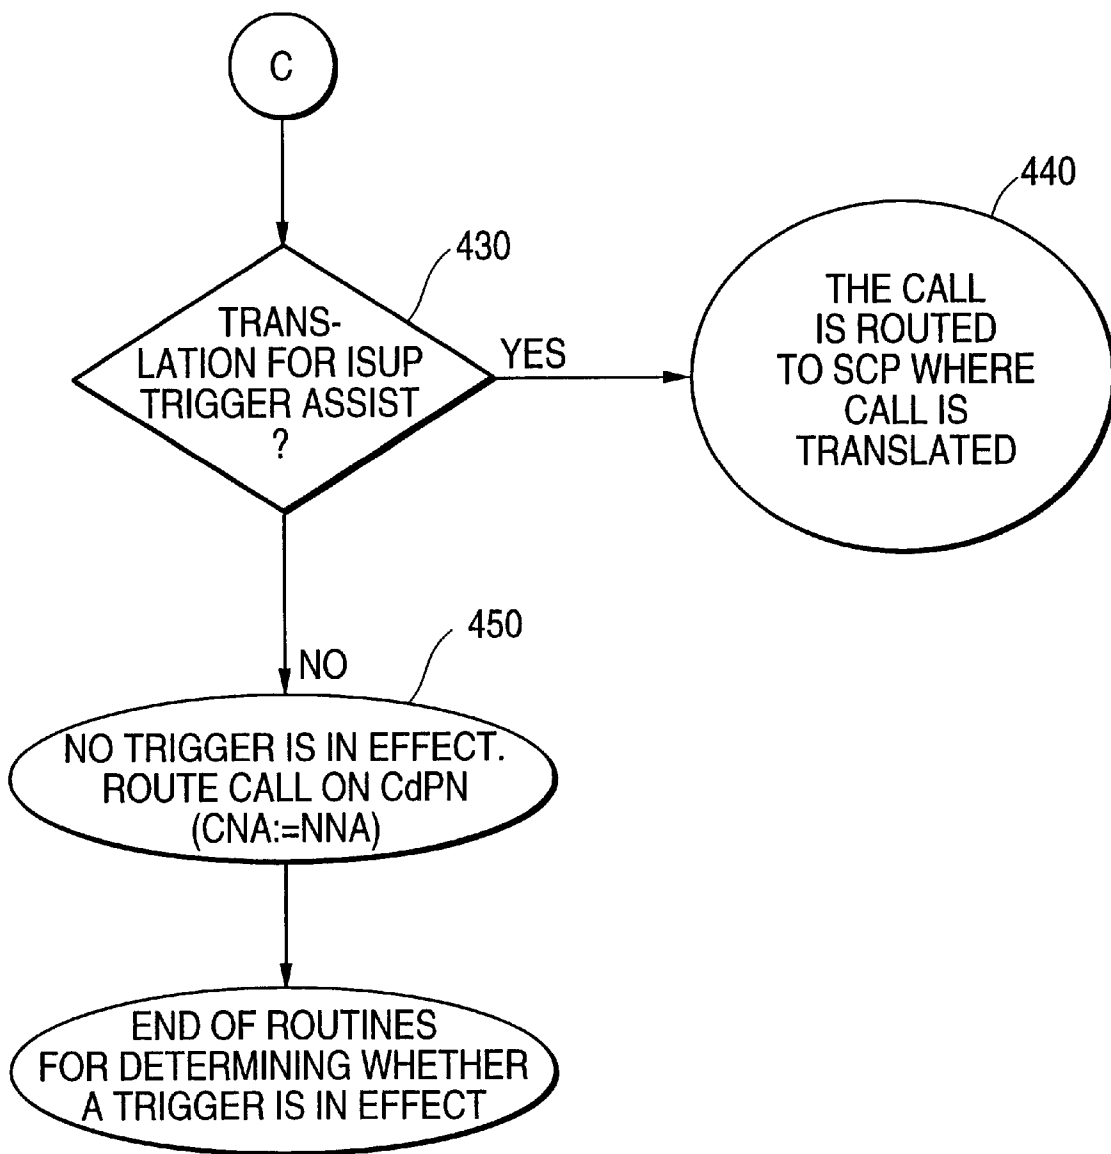 C
430
TRANS-
LATION FOR ISUP
TRIGGER ASSIST
?
YES
440
THE CALL
IS ROUTED
TO SCP WHERE
CALL IS
TRANSLATED
NO
450
NO TRIGGER IS IN EFFECT.
ROUTE CALL ON CdPN
(CNA:=NNA)
END OF ROUTINES
FOR DETERMINING WHETHER
A TRIGGER IS IN EFFECT